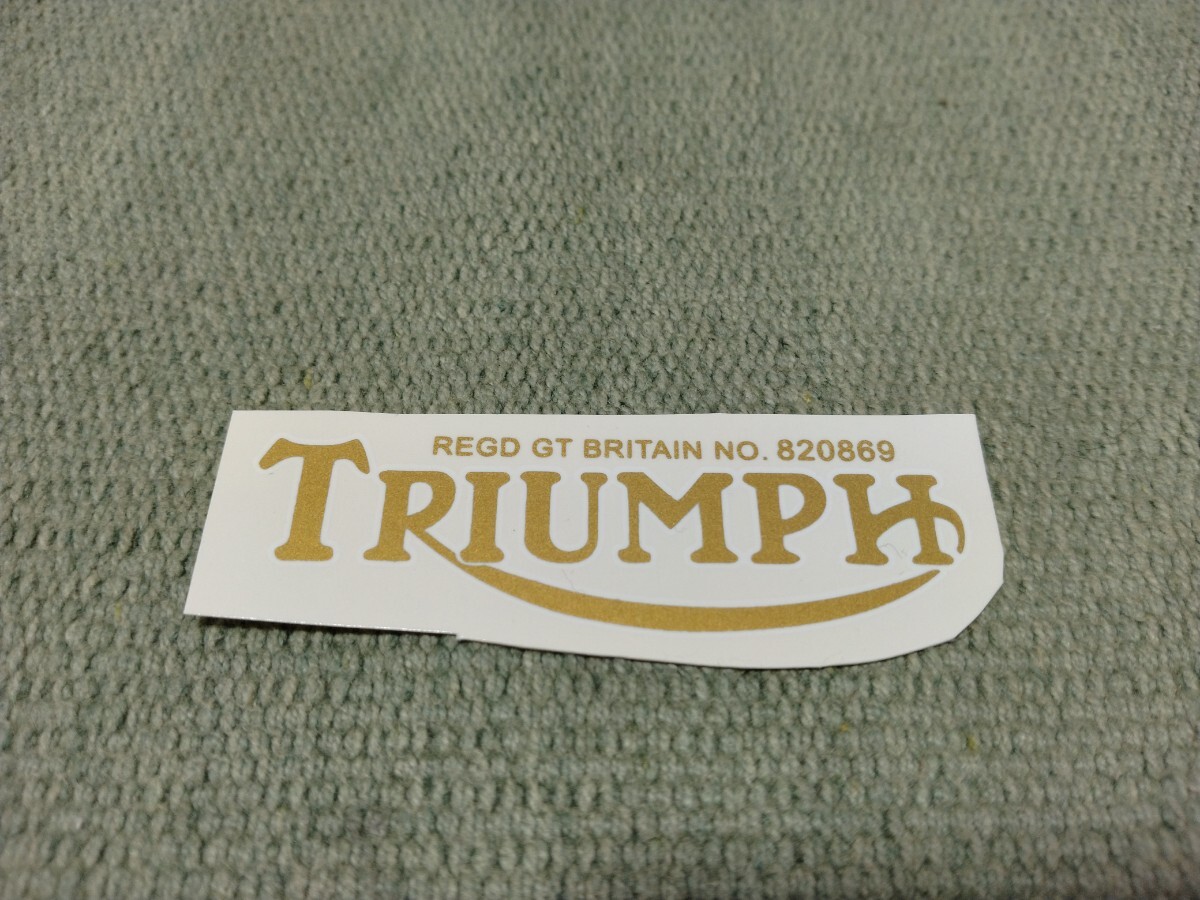 REGD GT BRITAIN NO. 820869
TRIUMPH